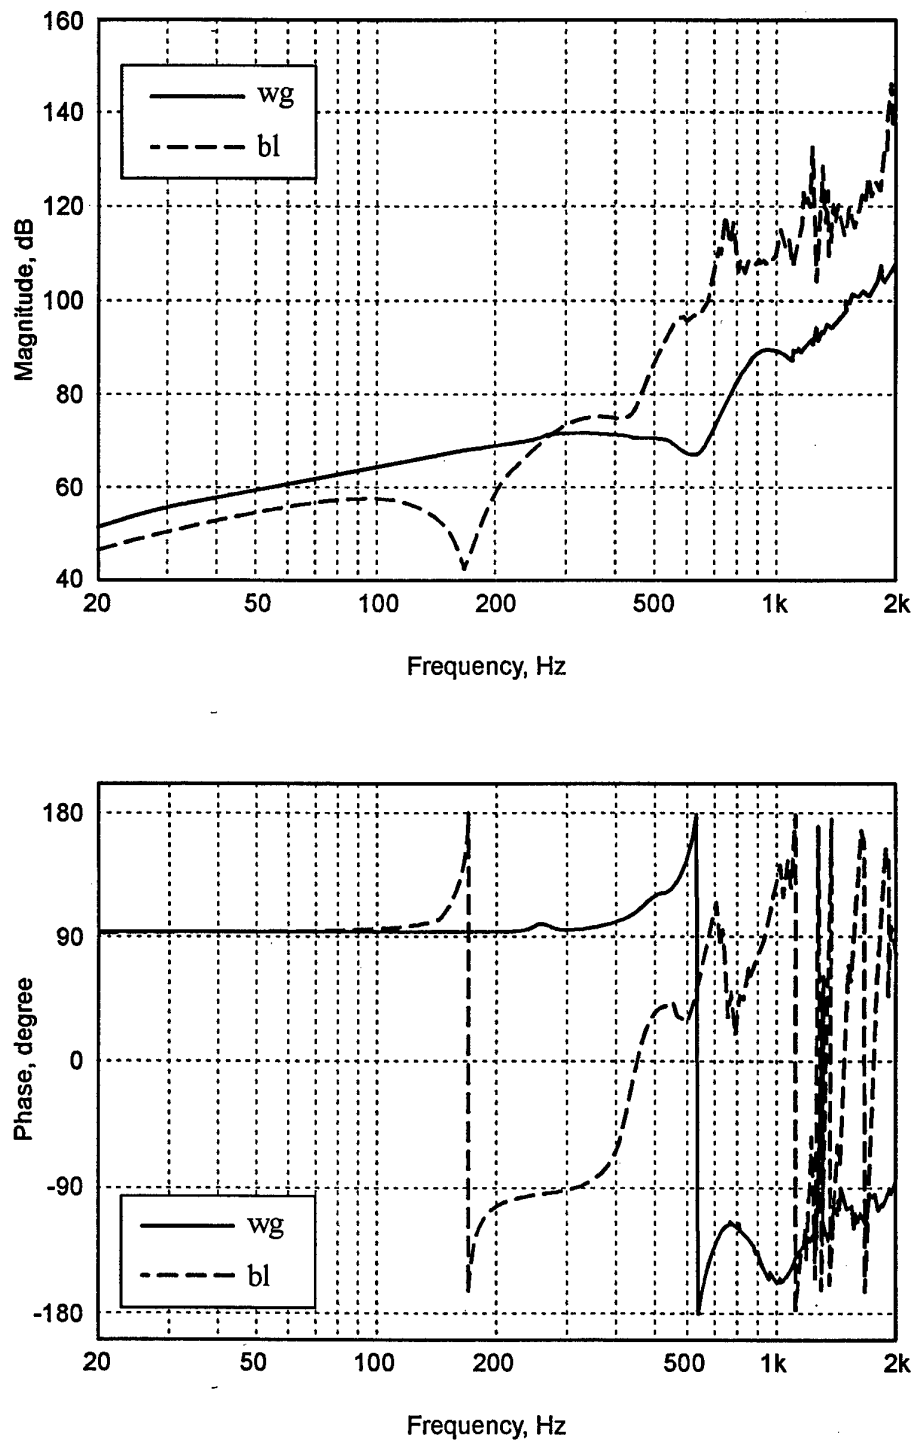 160
140
120
100
80
60
40
Magnitude, dB
wg
bl
20 50 100 200 500 1k 2k
Frequency, Hz
180
90
0
-90
-180
Phase, degree
wg
bl
20 50 100 200 500 1k 2k
Frequency, Hz